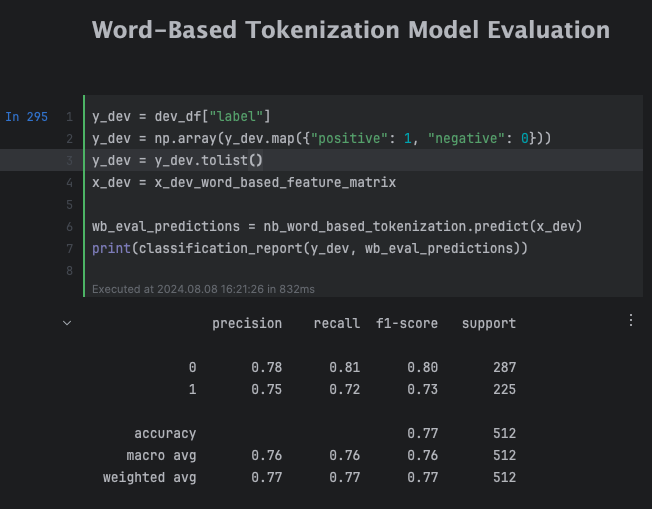 Word-Based Tokenization Model Evaluation
In 295
1 y_dev = dev_df["label"]
2 y_dev = np.array(y_dev.map({"positive": 1, "negative": 0}))
3 y_dev = y_dev.tolist()
4 x_dev = x_dev_word_based_feature_matrix
5
6 wb_eval_predictions = nb_word_based_tokenization.predict(x_dev)
7 print(classification_report(y_dev, wb_eval_predictions))
8
Executed at 2024.08.08 16:21:26 in 832ms
precision recall f1-score support
0 0.78 0.81 0.80 287
1 0.75 0.72 0.73 225
accuracy 0.77 512
macro avg 0.76 0.76 0.76 512
weighted avg 0.77 0.77 0.77 512